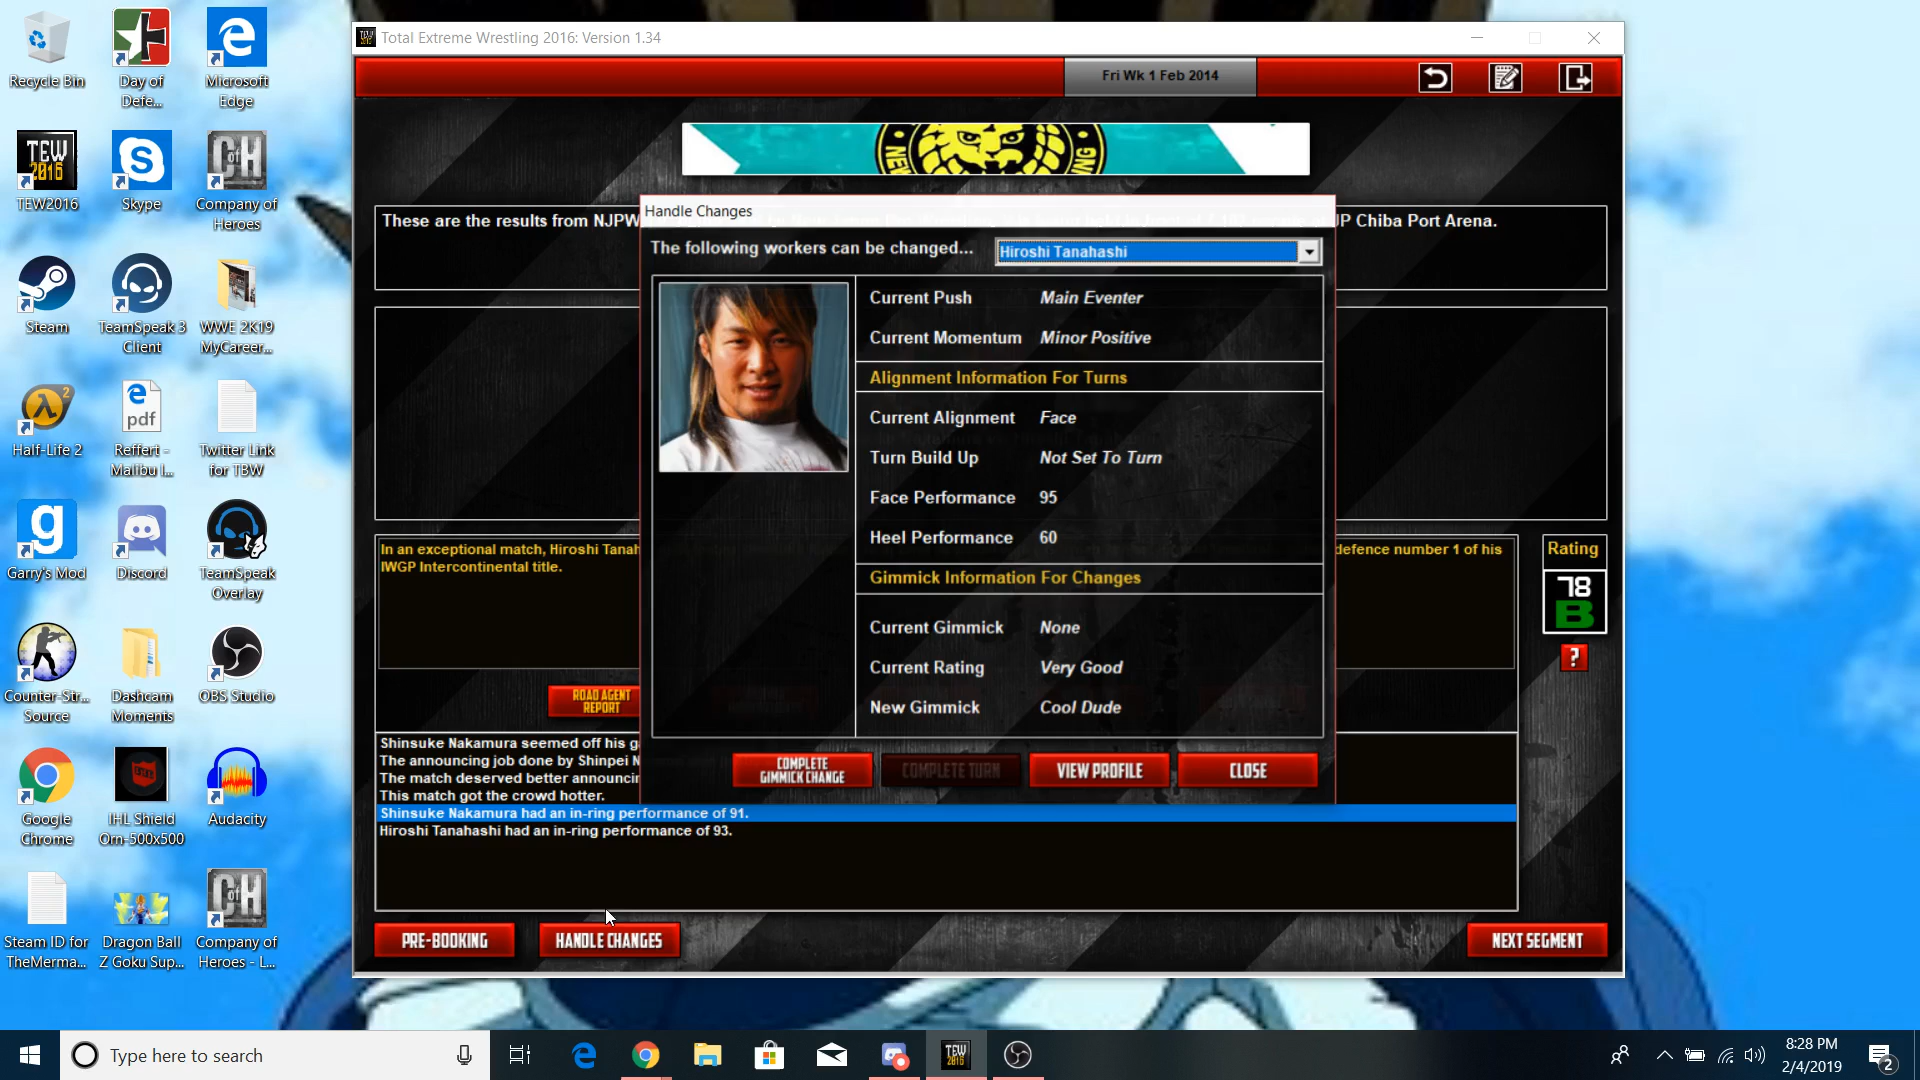 Recycle Bin
Day of
Defe...
Microsoft
Edge
TEW2016
Skype
Company of
Heroes
Steam
TeamSpeak 3
Client
WWE 2K19
MyCareer...
Half-Life 2
Reffert -
Malibu I...
Twitter Link
for TBW
Garry's Mod
Discord
TeamSpeak
Overlay
Counter-Str...
Source
Dashcam
Moments
OBS Studio
Google
Chrome
IHL Shield
Orn-500x500
Audacity
Steam ID for
TheMerma...
Dragon Ball
Z Goku Sup...
Company of
Heroes - L...
Total Extreme Wrestling 2016: Version 1.34
Fri Wk 1 Feb 2014
These are the results from NJPW
JP Chiba Port Arena.
Handle Changes
The following workers can be changed...
Hiroshi Tanahashi
Current Push Main Eventer
Current Momentum Minor Positive
Alignment Information For Turns
Current Alignment Face
Turn Build Up Not Set To Turn
Face Performance 95
Heel Performance 60
Gimmick Information For Changes
Current Gimmick None
Current Rating Very Good
New Gimmick Cool Dude
COMPLETE
GIMMICK CHANGE
COMPLETE TURN
VIEW PROFILE
CLOSE
In an exceptional match, Hiroshi Tanah
defence number 1 of his
IWGP Intercontinental title.
Rating
78
B
?
ROAD AGENT
REPORT
Shinsuke Nakamura seemed off his g
The announcing job done by Shinpei N
The match deserved better announcin
This match got the crowd hotter.
Shinsuke Nakamura had an in-ring performance of 91.
Hiroshi Tanahashi had an in-ring performance of 93.
PRE-BOOKING
HANDLE CHANGES
NEXT SEGMENT
Type here to search
8:28 PM
2/4/2019
2